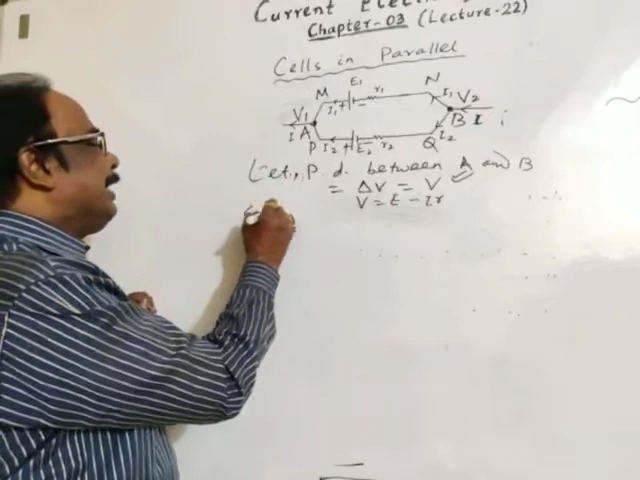 Current Elect
Chapter-03 (Lecture-22)
Cells in Parallel
M E₁ r₁ N
V₁ I₁ + - I₁ V₂
I A B I
P I₂ + - E₂ r₂ Q I₂
Let, P.d. between A and B
= ΔV = V
V = E - Ir